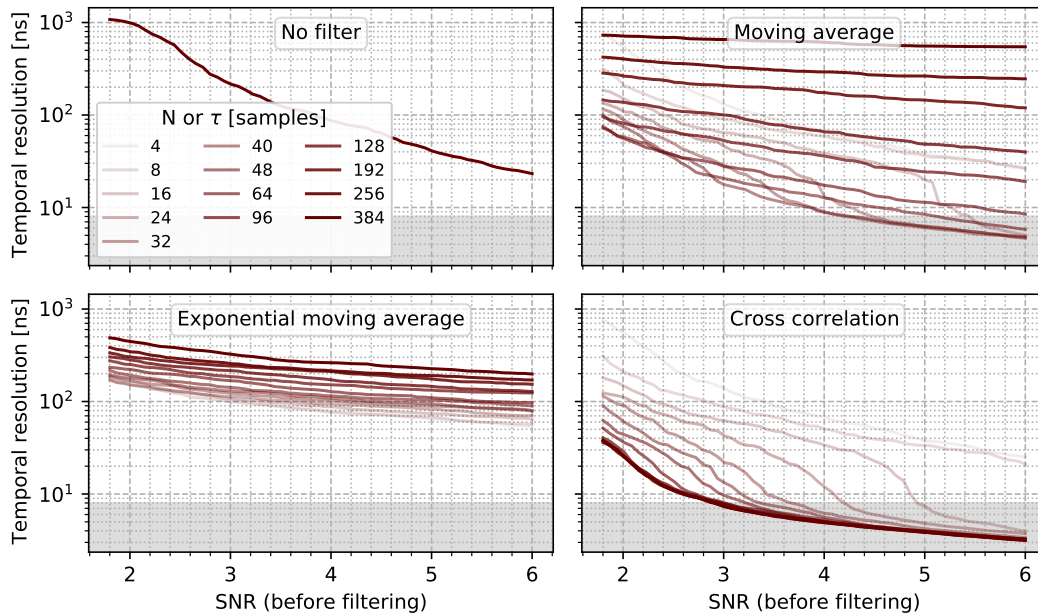 Temporal resolution [ns]
10³
10²
10¹
No filter
N or τ [samples]
4 40 128
8 48 192
16 64 256
24 96 384
32
Moving average
Temporal resolution [ns]
10³
10²
10¹
Exponential moving average
2 3 4 5 6
SNR (before filtering)
Cross correlation
2 3 4 5 6
SNR (before filtering)